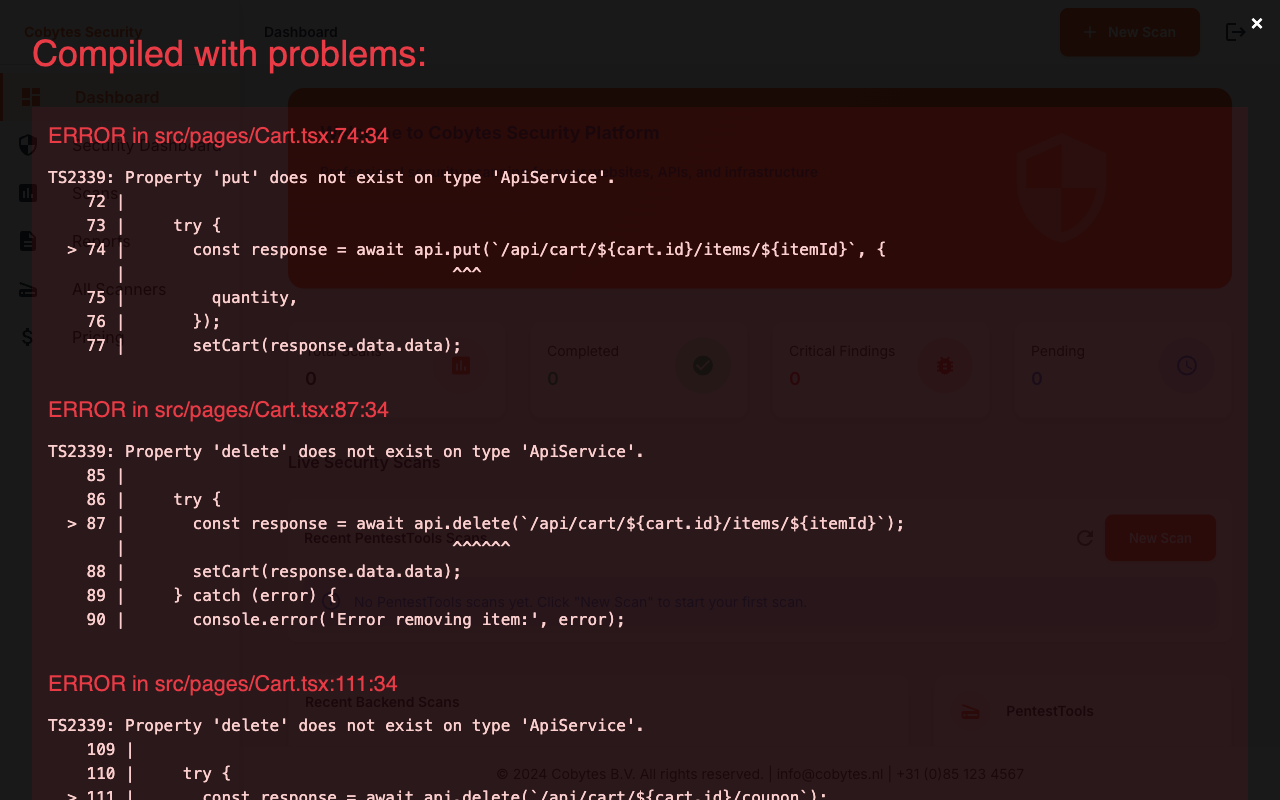 Cobytes Security
Dashboard
+ New Scan
Compiled with problems:
×
Dashboard
ERROR in src/pages/Cart.tsx:74:34
to Cobytes Security Platform
Security Dashboard
TS2339: Property 'put' does not exist on type 'ApiService'.
APIs, and infrastructure
72 |
Scans
73 | try {
Reports
> 74 | const response = await api.put(`/api/cart/${cart.id}/items/${itemId}`, {
| ^^^
All Scanners
75 | quantity,
76 | });
Pricing
77 | setCart(response.data.data);
Total Scans
Completed
Critical Findings
Pending
0
0
0
0
ERROR in src/pages/Cart.tsx:87:34
TS2339: Property 'delete' does not exist on type 'ApiService'.
Live Security Scans
85 |
86 | try {
> 87 | const response = await api.delete(`/api/cart/${cart.id}/items/${itemId}`);
Recent PentestTools Scans
New Scan
| ^^^^^^
88 | setCart(response.data.data);
89 | } catch (error) {
No PentestTools scans yet. Click "New Scan" to start your first scan.
90 | console.error('Error removing item:', error);
ERROR in src/pages/Cart.tsx:111:34
Recent Backend Scans
PentestTools
TS2339: Property 'delete' does not exist on type 'ApiService'.
109 |
110 | try {
© 2024 Cobytes B.V. All rights reserved. | info@cobytes.nl | +31 (0)85 123 4567
> 111 | const response = await api.delete(`/api/cart/${cart.id}/coupon`);